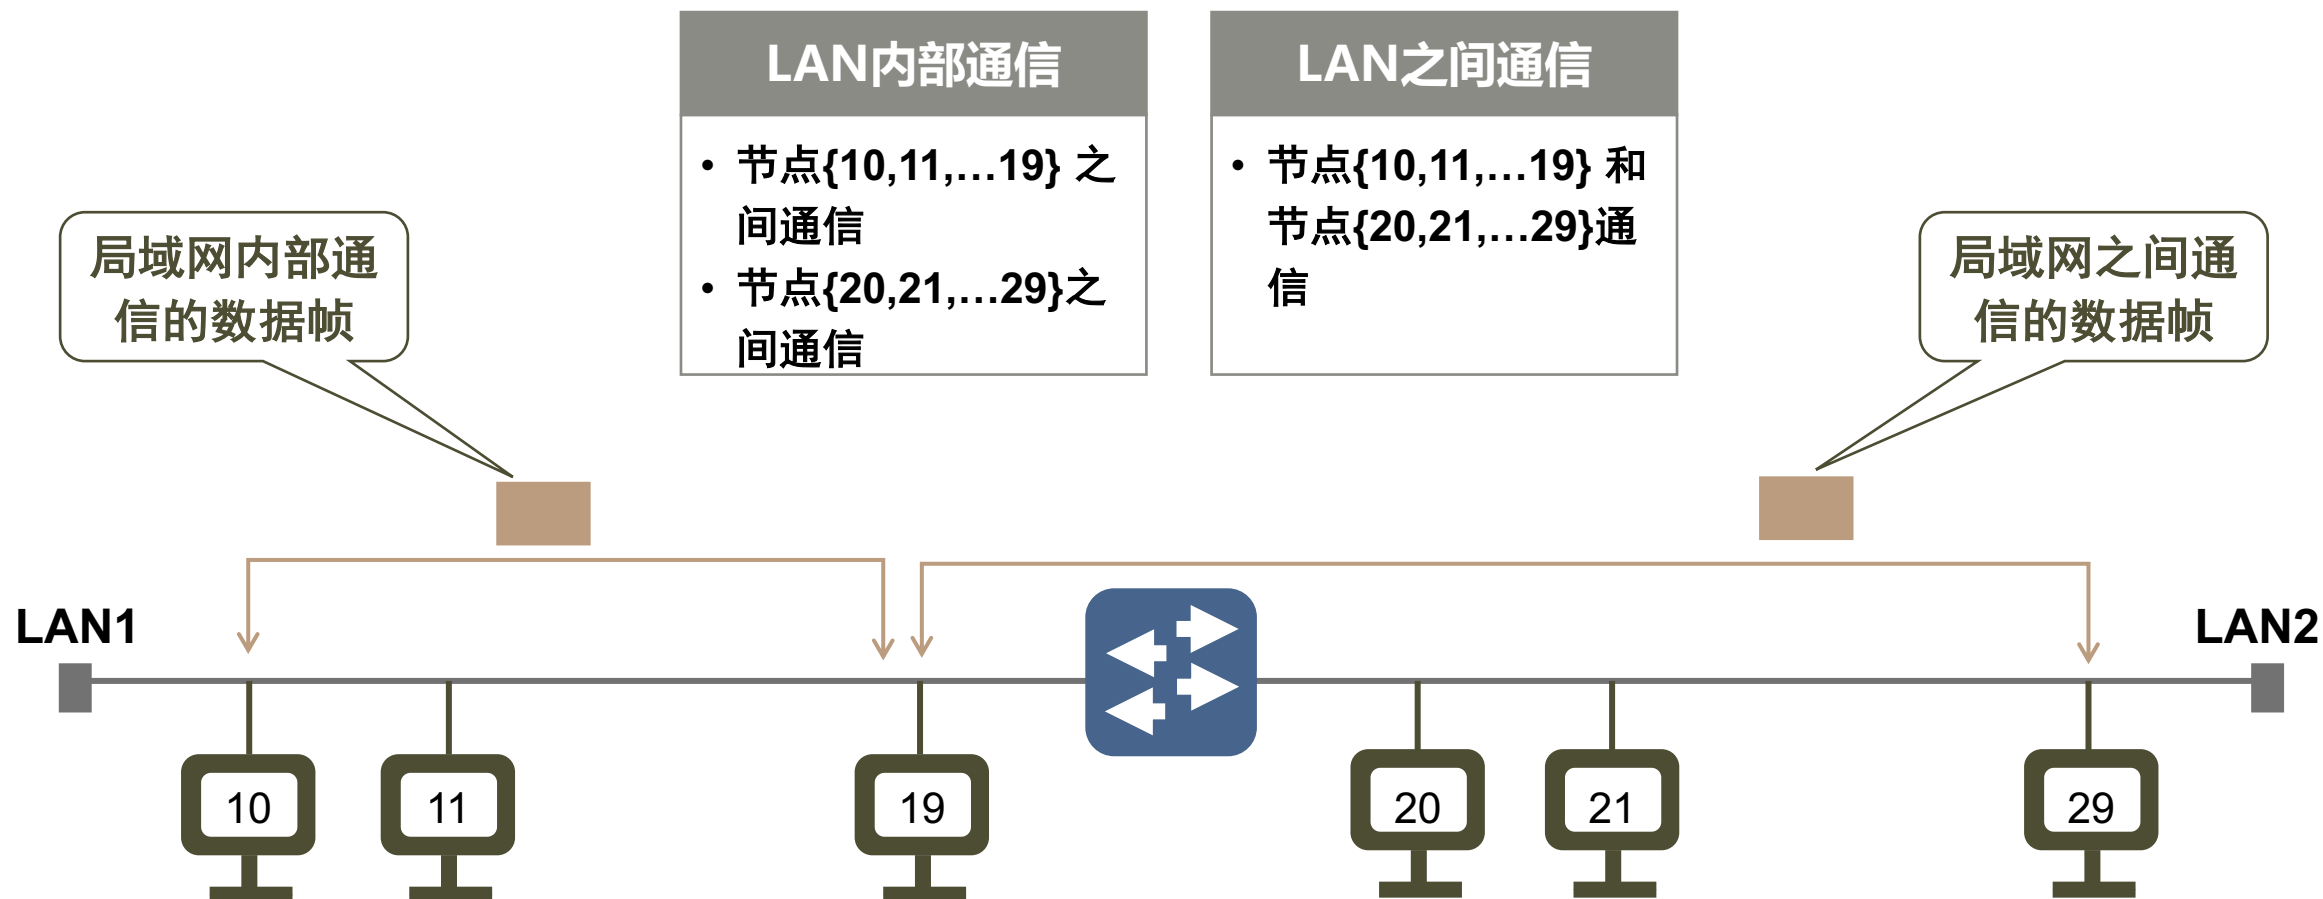 LAN内部通信
• 节点{10,11,…19} 之
间通信
• 节点{20,21,…29}之
间通信
LAN之间通信
• 节点{10,11,…19} 和
节点{20,21,…29}通
信
局域网内部通
信的数据帧
局域网之间通
信的数据帧
LAN1
LAN2
10
11
19
20
21
29